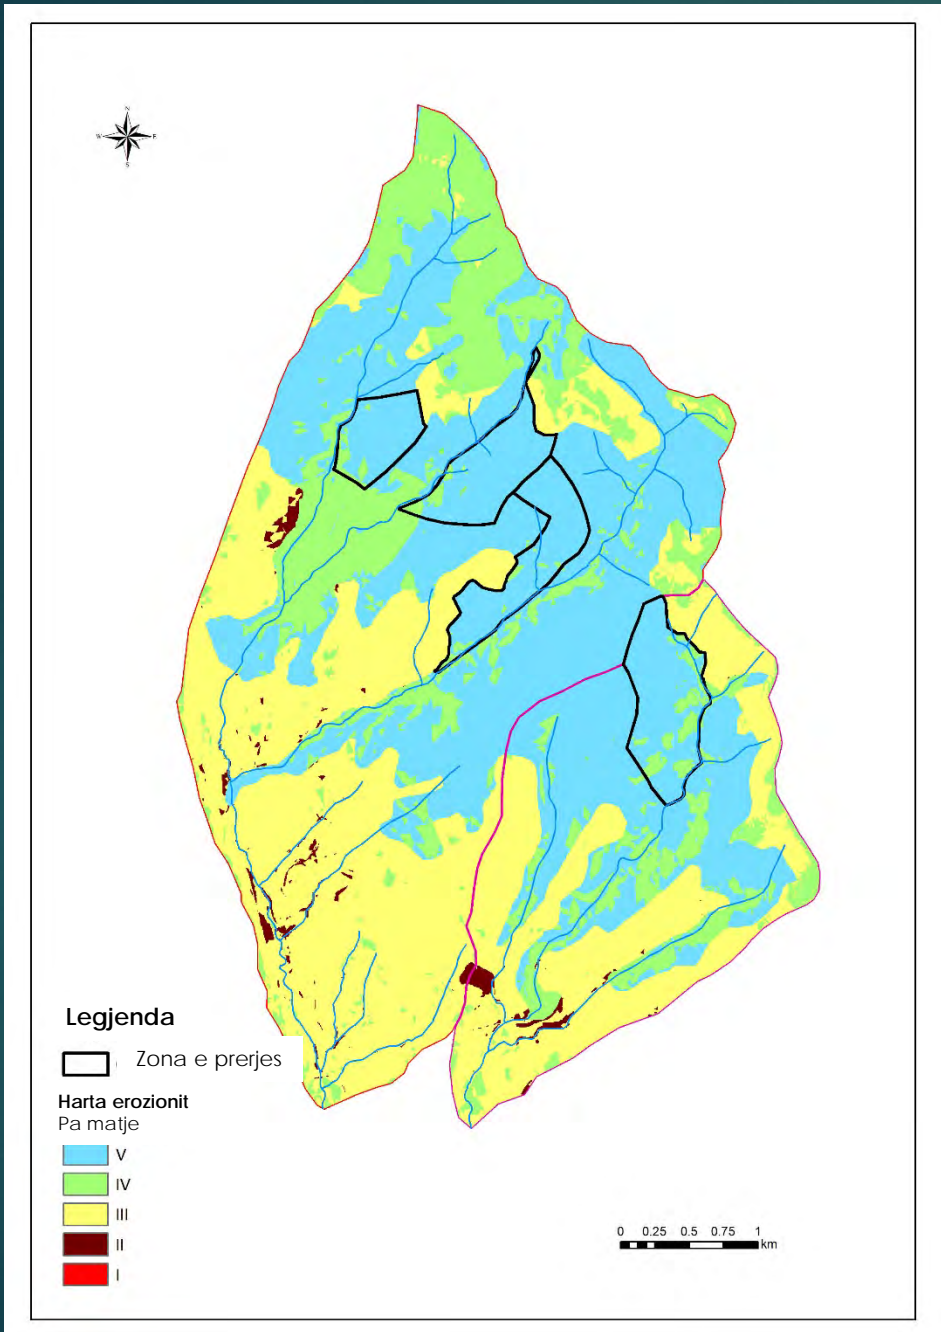 N
W E
S
Legjenda
Zona e prerjes
Harta erozionit
Pa matje
V
IV
III
II
I
0 0.25 0.5 0.75 1
km